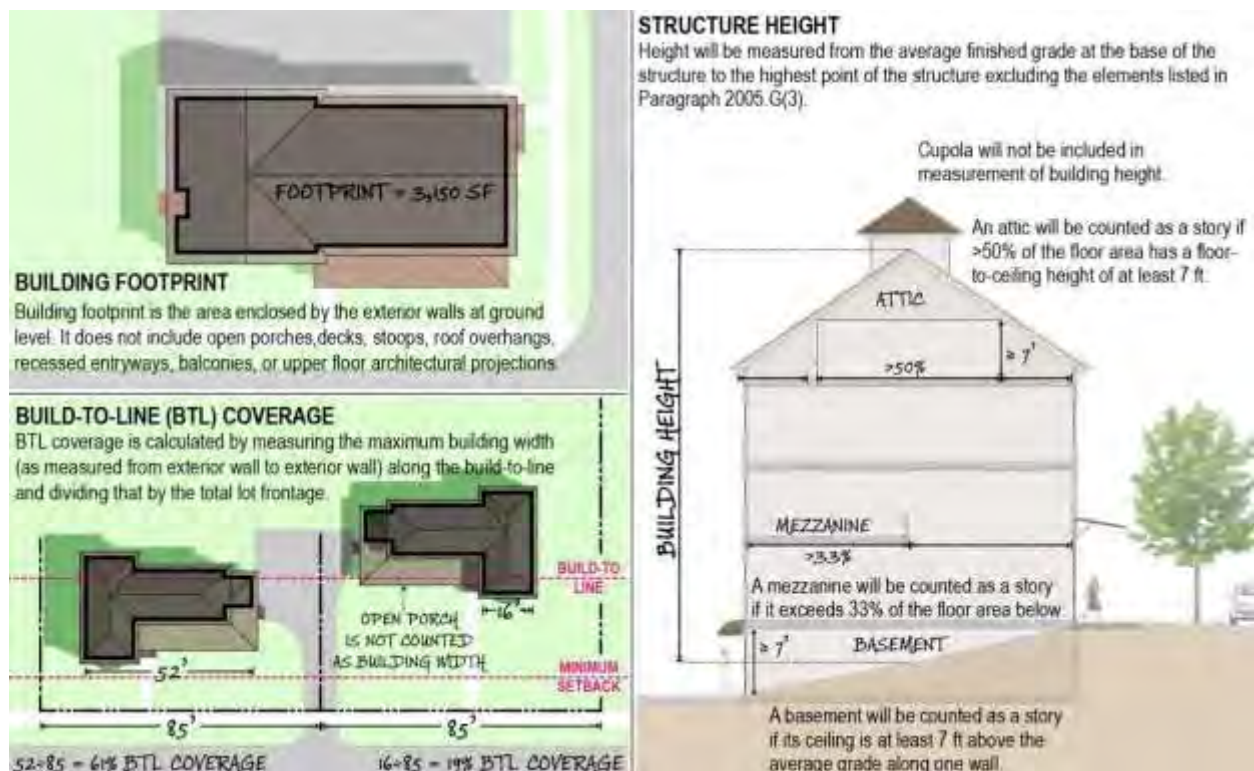 FOOTPRINT = 3,150 SF
BUILDING FOOTPRINT
Building footprint is the area enclosed by the exterior walls at ground
level. It does not include open porches, decks, stoops, roof overhangs,
recessed entryways, balconies, or upper floor architectural projections
BUILD-TO-LINE (BTL) COVERAGE
BTL coverage is calculated by measuring the maximum building width
(as measured from exterior wall to exterior wall) along the build-to-line
and dividing that by the total lot frontage.
BUILD-TO
LINE
16'
OPEN PORCH
IS NOT COUNTED
AS BUILDING WIDTH
52'
MINIMUM
SETBACK
85'
85'
52÷85 = 61% BTL COVERAGE
16÷85 = 19% BTL COVERAGE
STRUCTURE HEIGHT
Height will be measured from the average finished grade at the base of the
structure to the highest point of the structure excluding the elements listed in
Paragraph 2005.G(3).
Cupola will not be included in
measurement of building height.
An attic will be counted as a story if
>50% of the floor area has a floor-
to-ceiling height of at least 7 ft.
ATTIC
≥ 7'
>50%
BUILDING HEIGHT
MEZZANINE
>33%
A mezzanine will be counted as a story
if it exceeds 33% of the floor area below
≥ 7'
BASEMENT
A basement will be counted as a story
if its ceiling is at least 7 ft above the
average grade along one wall.